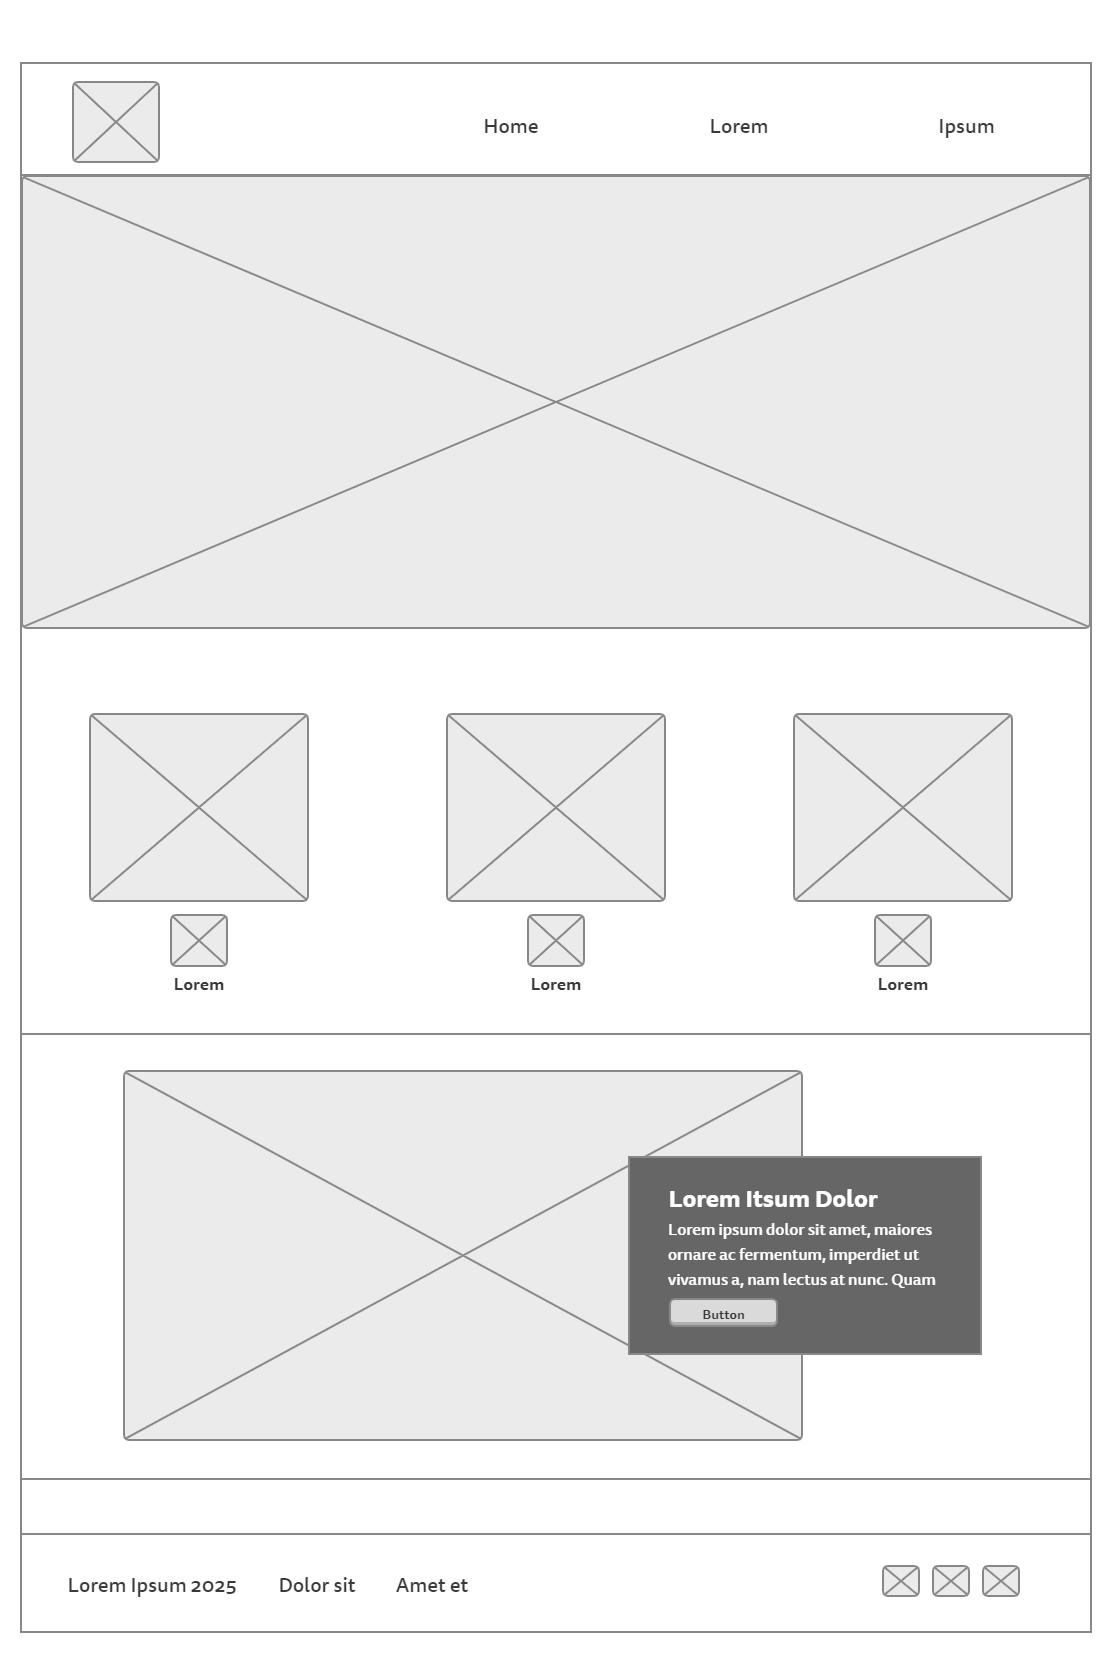 Home Lorem Ipsum
Lorem Lorem Lorem
Lorem Itsum Dolor
Lorem ipsum dolor sit amet, maiores
ornare ac fermentum, imperdiet ut
vivamus a, nam lectus at nunc. Quam
Button
Lorem Ipsum 2025 Dolor sit Amet et